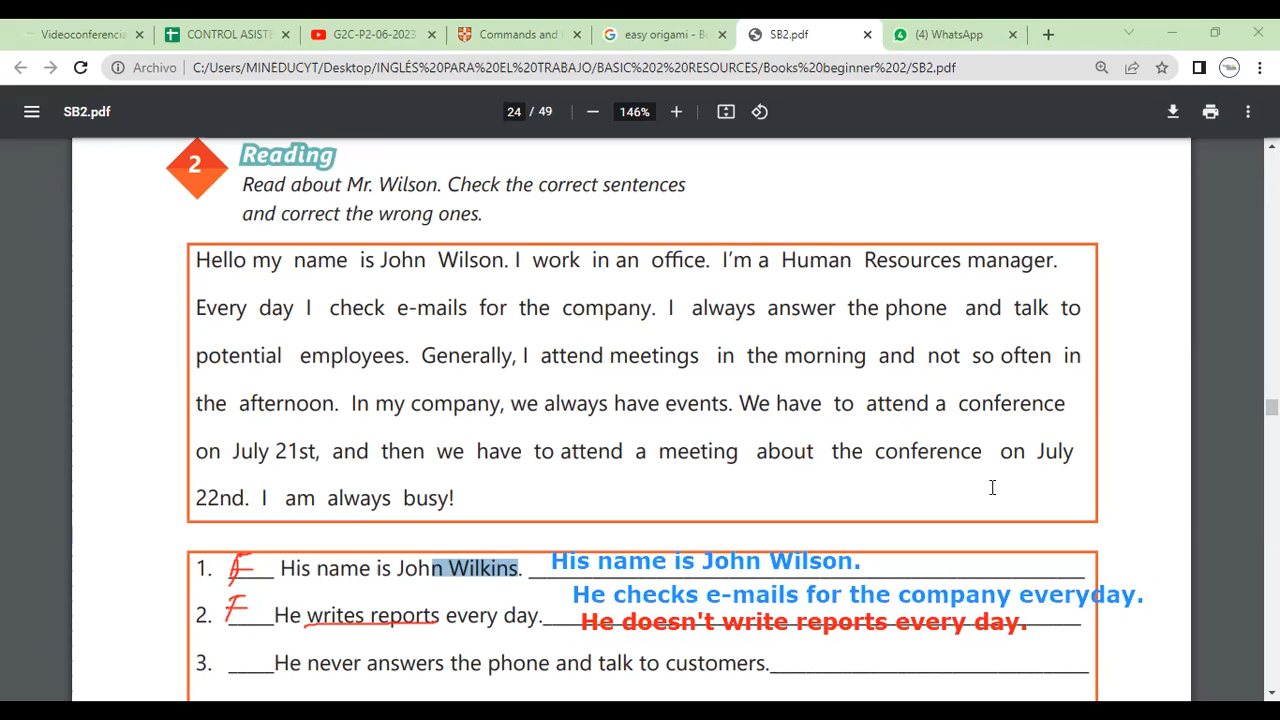 Videoconferencia
CONTROL ASIST
G2C-P2-06-2023
Commands and
easy origami - B
SB2.pdf
(4) WhatsApp
Archivo C:/Users/MINEDUCYT/Desktop/INGLÉS%20PARA%20EL%20TRABAJO/BASIC%202%20RESOURCES/Books%20beginner%202/SB2.pdf
SB2.pdf 24 / 49 146%
2 Reading
Read about Mr. Wilson. Check the correct sentences
and correct the wrong ones.
Hello my name is John Wilson. I work in an office. I'm a Human Resources manager.
Every day I check e-mails for the company. I always answer the phone and talk to
potential employees. Generally, I attend meetings in the morning and not so often in
the afternoon. In my company, we always have events. We have to attend a conference
on July 21st, and then we have to attend a meeting about the conference on July
22nd. I am always busy!
1. F His name is John Wilkins. His name is John Wilson.
He checks e-mails for the company everyday.
2. F He writes reports every day. He doesn't write reports every day.
3. ____He never answers the phone and talk to customers.